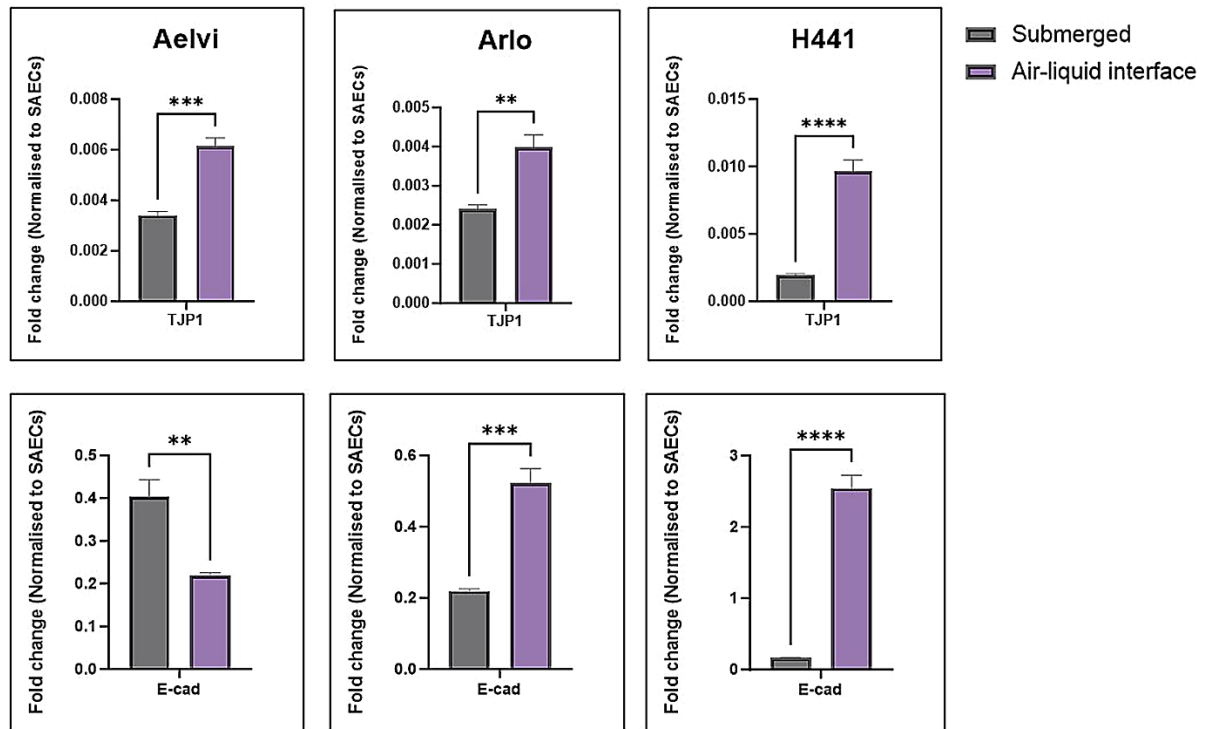 Aelvi
Fold change (Normalised to SAECs)
0.008
0.006
0.004
0.002
0.000
***
TJP1
Arlo
Fold change (Normalised to SAECs)
0.005
0.004
0.003
0.002
0.001
0.000
**
TJP1
H441
Fold change (Normalised to SAECs)
0.015
0.010
0.005
0.000
****
TJP1
Submerged
Air-liquid interface
Fold change (Normalised to SAECs)
0.5
0.4
0.3
0.2
0.1
0.0
**
E-cad
Fold change (Normalised to SAECs)
0.6
0.4
0.2
0.0
***
E-cad
Fold change (Normalised to SAECs)
3
2
1
0
****
E-cad